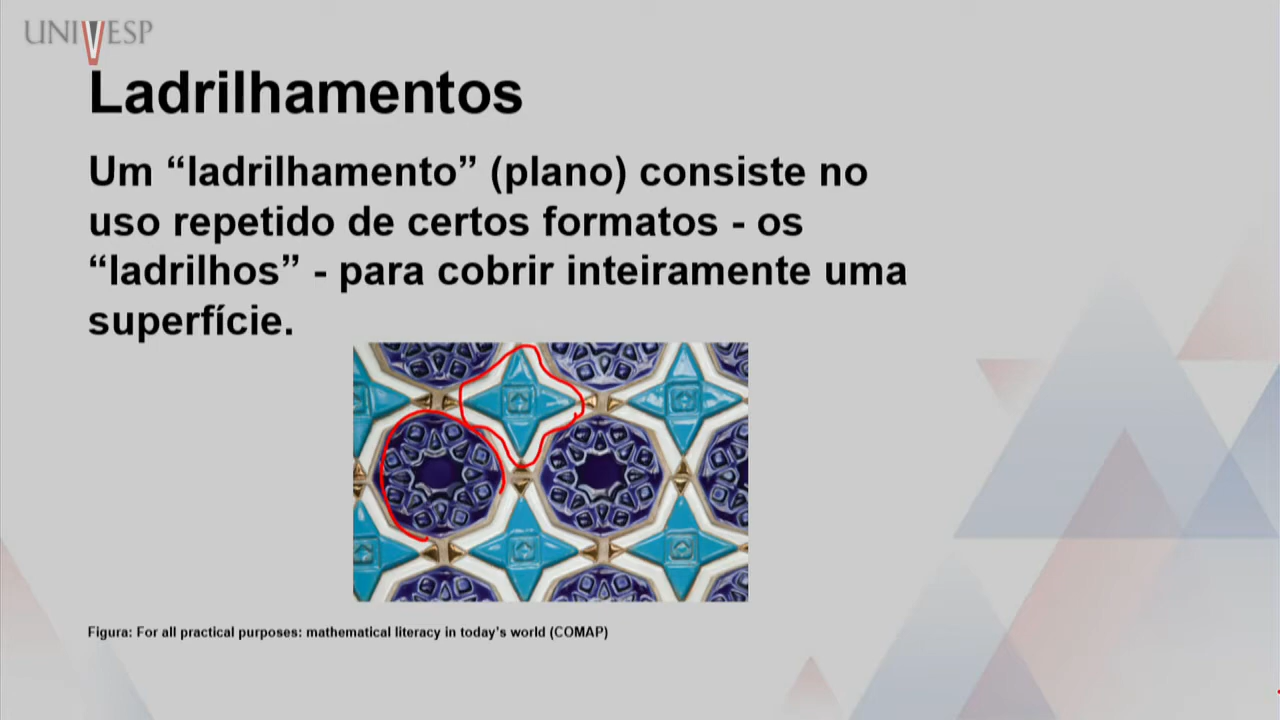 UNIVESP
Ladrilhamentos
Um “ladrilhamento” (plano) consiste no
uso repetido de certos formatos - os
“ladrilhos” - para cobrir inteiramente uma
superfície.
Figura: For all practical purposes: mathematical literacy in today's world (COMAP)